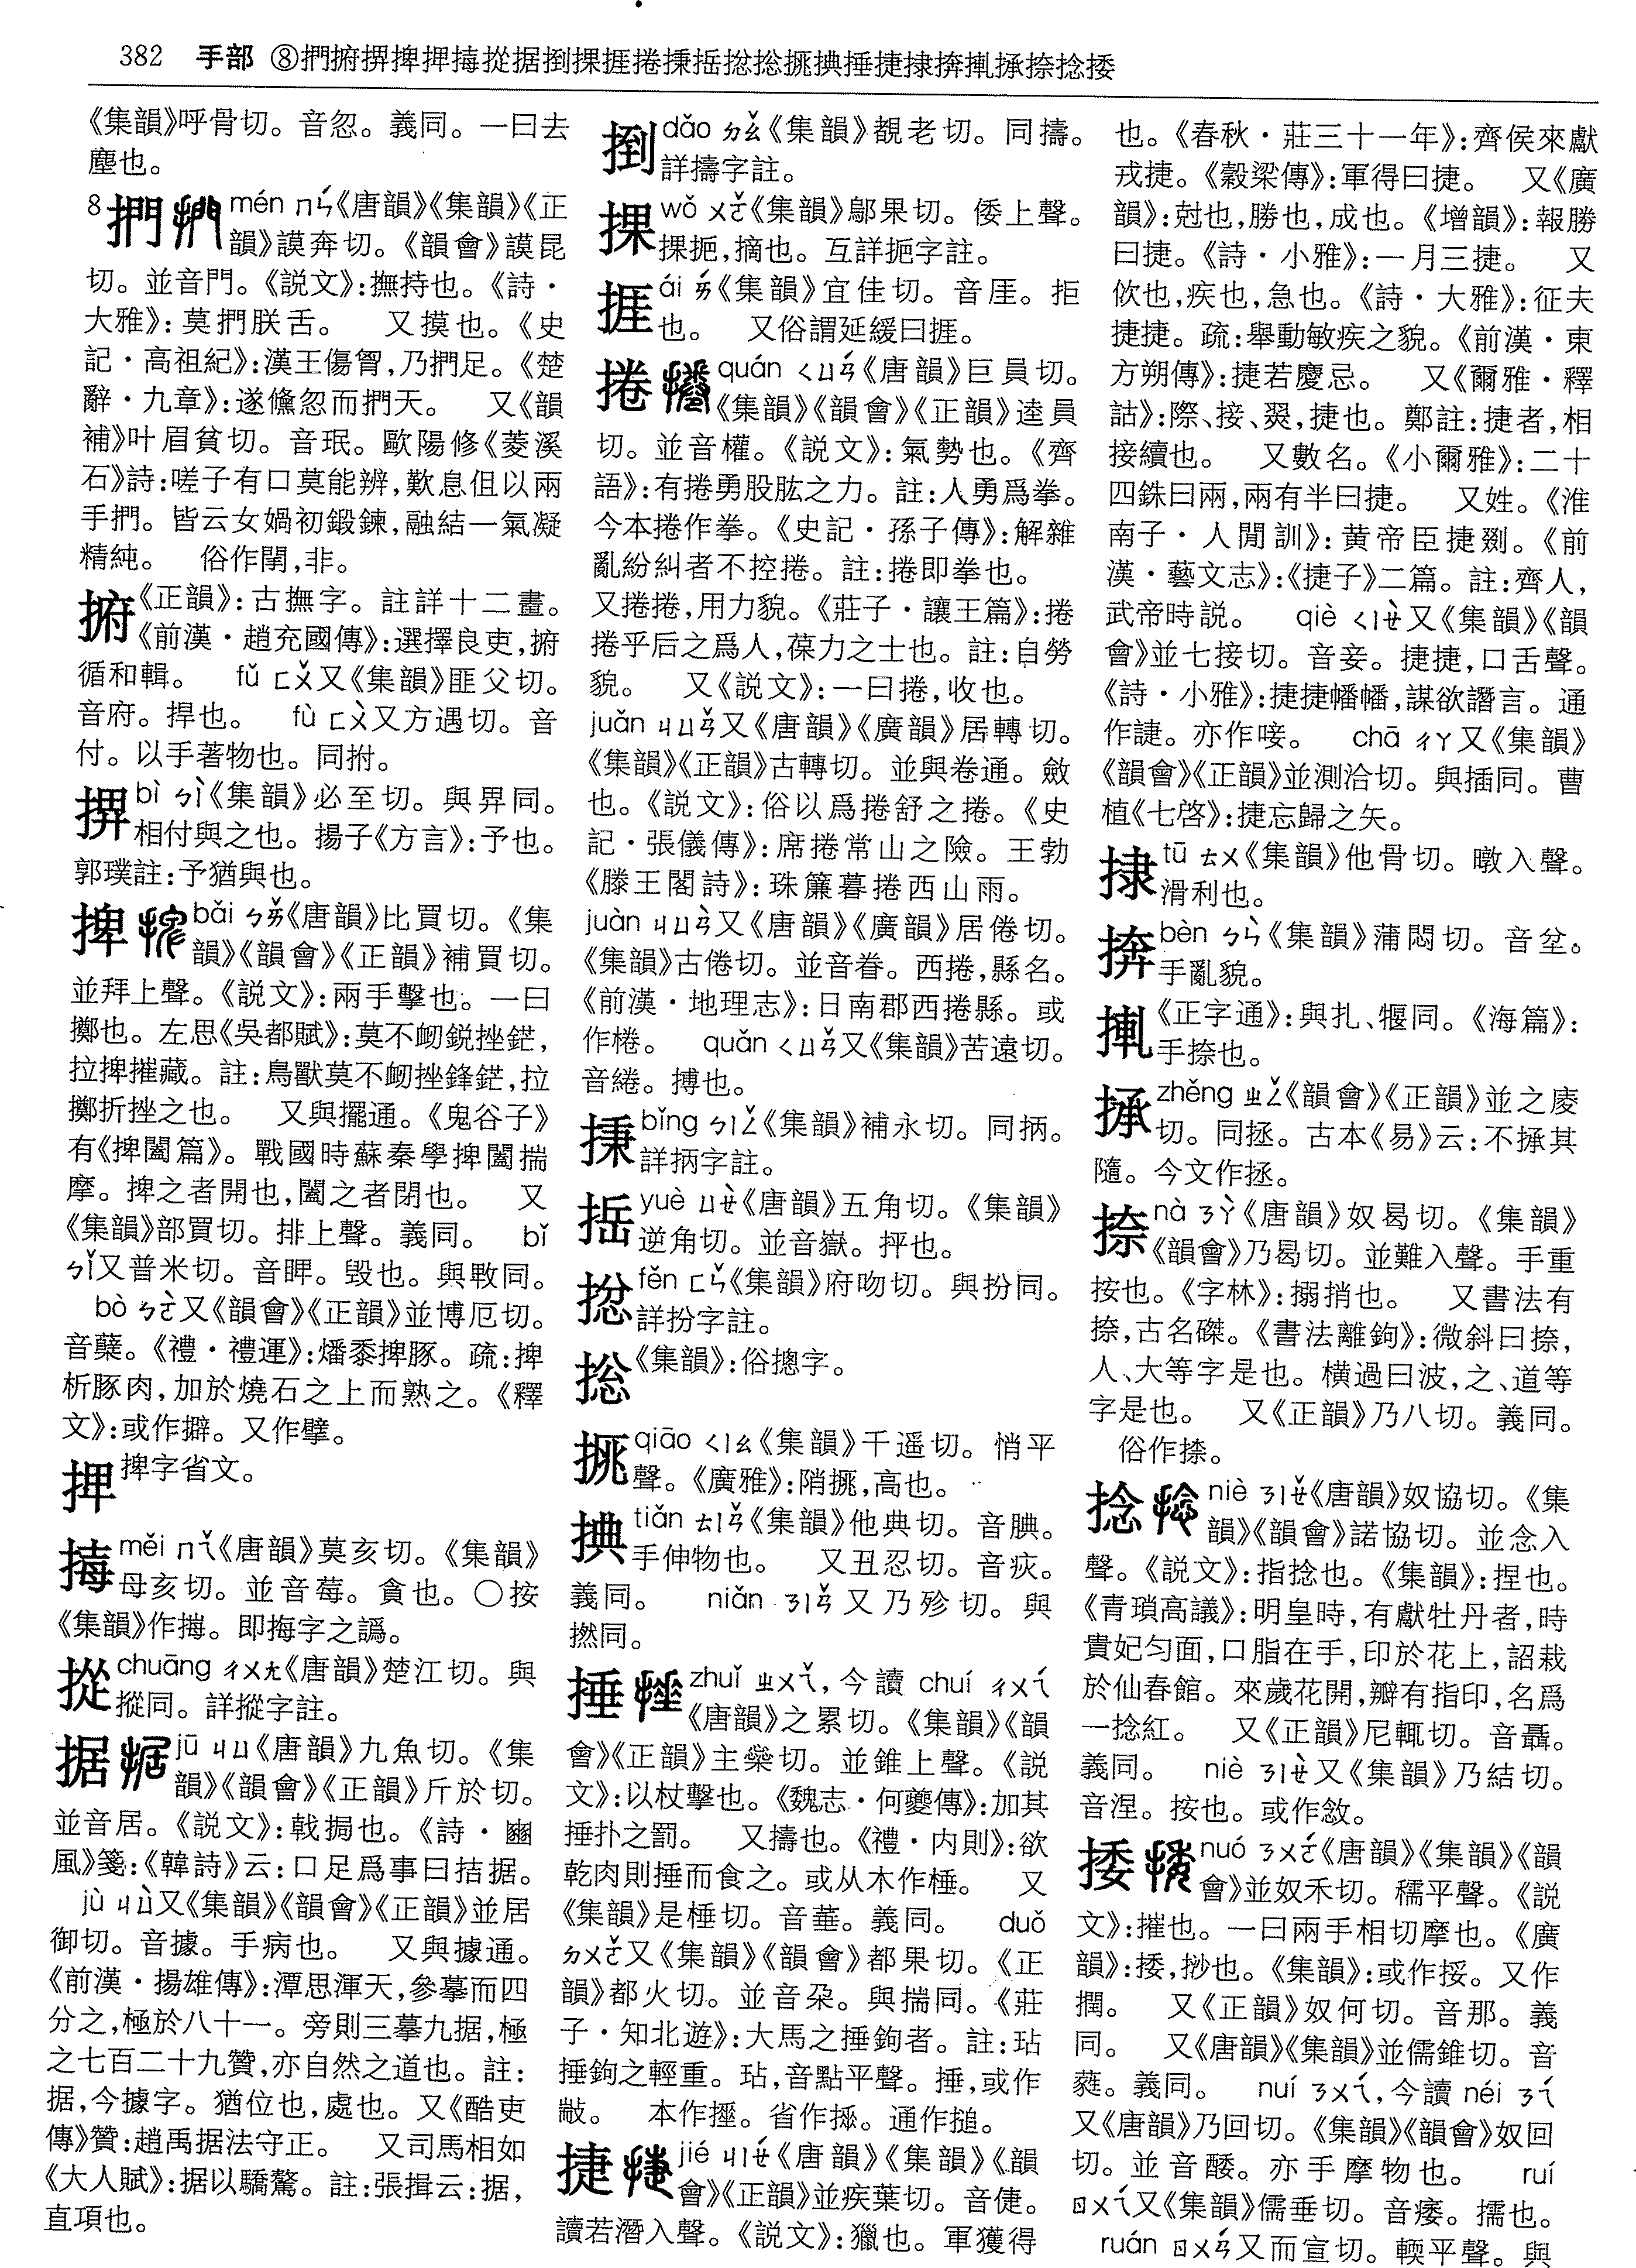 382 手部 ⑧捫捬㨽捭押㨁㧐据捯捰捱捲抦捳㧾捴㨄捵捶捷捸捹㨊拯捺捻捼
《集韻》呼骨切。音忽。義同。一曰去
塵也。
8 捫 mén ㄇㄣˊ《唐韻》《集韻》《正
韻》謨奔切。《韻會》謨昆
切。並音門。《説文》：撫持也。《詩・
大雅》：莫捫朕舌。 又摸也。《史
記・高祖紀》：漢王傷胷，乃捫足。《楚
辭・九章》：遂儵忽而捫天。 又《韻
補》叶眉貧切。音珉。歐陽修《菱溪
石》詩：嗟予有口莫能辨，歎息但以兩
手捫。皆云女媧初鍛鍊，融結一氣凝
精純。 俗作閛，非。
捬《正韻》：古撫字。註詳十二畫。
《前漢・趙充國傳》：選擇良吏，捬
循和輯。 fǔ ㄈㄨˇ又《集韻》匪父切。
音府。捍也。 fù ㄈㄨˋ又方遇切。音
付。以手著物也。同拊。
bì ㄅㄧˋ《集韻》必至切。與畀同。
相付與之也。揚子《方言》：予也。
郭璞註：予猶與也。
捭 bǎi ㄅㄞˇ《唐韻》比買切。《集
韻》《韻會》《正韻》補買切。
並拜上聲。《説文》：兩手擊也。一曰
擲也。左思《吳都賦》：莫不衂鋭挫鋩，
拉捭摧藏。註：鳥獸莫不衂挫鋒鋩，拉
擲折挫之也。 又與擺通。《鬼谷子》
有《捭闔篇》。戰國時蘇秦學捭闔揣
摩。捭之者開也，闔之者閉也。 又
《集韻》部買切。排上聲。義同。 bǐ
ㄅㄧˇ又普米切。音睤。毁也。與㪏同。
bò ㄅㄛˋ又《韻會》《正韻》並博厄切。
音蘗。《禮・禮運》：燔黍捭豚。疏：捭
析豚肉，加於燒石之上而熟之。《釋
文》：或作擗。又作擘。
捭字省文。
měi ㄇㄟˇ《唐韻》莫亥切。《集韻》
母亥切。並音莓。貪也。○按
《集韻》作挴。即挴字之譌。
chuāng ㄔㄨㄤ《唐韻》楚江切。與
摐同。詳摐字註。
据 jū ㄐㄩ《唐韻》九魚切。《集
韻》《韻會》《正韻》斤於切。
並音居。《説文》：戟挶也。《詩・豳
風》箋：《韓詩》云：口足爲事曰拮据。
jù ㄐㄩˋ又《集韻》《韻會》《正韻》並居
御切。音據。手病也。 又與據通。
《前漢・揚雄傳》：潭思渾天，參摹而四
分之，極於八十一。旁則三摹九据，極
之七百二十九贊，亦自然之道也。註：
据，今據字。猶位也，處也。又《酷吏
傳》贊：趙禹据法守正。 又司馬相如
《大人賦》：据以驕驁。註：張揖云：据，
直項也。
捯 dǎo ㄉㄠˇ《集韻》覩老切。同擣。
詳擣字註。
捰 wǒ ㄨㄛˇ《集韻》鄔果切。倭上聲。
捰扼，摘也。互詳扼字註。
捱 ái ㄞˊ《集韻》宜佳切。音厓。拒
也。 又俗謂延緩曰捱。
捲 quán ㄑㄩㄢˊ《唐韻》巨員切。
《集韻》《韻會》《正韻》逵員
切。並音權。《説文》：氣勢也。《齊
語》：有捲勇股肱之力。註：人勇爲拳。
今本捲作拳。《史記・孫子傳》：解雜
亂紛糾者不控捲。註：捲即拳也。
又捲捲，用力貌。《莊子・讓王篇》：捲
捲乎后之爲人，葆力之士也。註：自勞
貌。 又《説文》：一曰捲，收也。
juǎn ㄐㄩㄢˇ又《唐韻》《廣韻》居轉切。
《集韻》《正韻》古轉切。並與卷通。斂
也。《説文》：俗以爲捲舒之捲。《史
記・張儀傳》：席捲常山之險。王勃
《滕王閣詩》：珠簾暮捲西山雨。
juàn ㄐㄩㄢˋ又《唐韻》《廣韻》居倦切。
《集韻》古倦切。並音眷。西捲，縣名。
《前漢・地理志》：日南郡西捲縣。或
作棬。 quǎn ㄑㄩㄢˇ又《集韻》苦遠切。
音綣。摶也。
bǐng ㄅㄧㄥˇ《集韻》補永切。同抦。
詳抦字註。
捳 yuè ㄩㄝˋ《唐韻》五角切。《集韻》
逆角切。並音嶽。抨也。
fěn ㄈㄣˇ《集韻》府吻切。與扮同。
詳扮字註。
捴《集韻》：俗摠字。
qiāo ㄑㄧㄠ《集韻》千遥切。悄平
聲。《廣雅》：陗㨄，高也。
捵 tiǎn ㄊㄧㄢˇ《集韻》他典切。音腆。
手伸物也。 又丑忍切。音疢。
義同。 niǎn ㄋㄧㄢˇ又乃殄切。與
撚同。
捶 zhuǐ ㄓㄨㄟˇ，今讀 chuí ㄔㄨㄟˊ
《唐韻》之累切。《集韻》《韻
會》《正韻》主橤切。並錐上聲。《説
文》：以杖擊也。《魏志・何夔傳》：加其
捶扑之罰。 又擣也。《禮・内則》：欲
乾肉則捶而食之。或从木作棰。 又
《集韻》是棰切。音菙。義同。 duǒ
ㄉㄨㄛˇ又《集韻》《韻會》都果切。《正
韻》都火切。並音朶。與揣同。《莊
子・知北遊》：大馬之捶鉤者。註：玷
捶鉤之輕重。玷，音點平聲。捶，或作
㪜。 本作𢶃。省作㧷。通作搥。
捷 jié ㄐㄧㄝˊ《唐韻》《集韻》《韻
會》《正韻》並疾葉切。音倢。
讀若潛入聲。《説文》：獵也。軍獲得
也。《春秋・莊三十一年》：齊侯來獻
戎捷。《穀梁傳》：軍得曰捷。 又《廣
韻》：尅也，勝也，成也。《增韻》：報勝
曰捷。《詩・小雅》：一月三捷。 又
佽也，疾也，急也。《詩・大雅》：征夫
捷捷。疏：舉動敏疾之貌。《前漢・東
方朔傳》：捷若慶忌。 又《爾雅・釋
詁》：際、接、翜，捷也。鄭註：捷者，相
接續也。 又數名。《小爾雅》：二十
四銖曰兩，兩有半曰捷。 又姓。《淮
南子・人閒訓》：黄帝臣捷剟。《前
漢・藝文志》：《捷子》二篇。註：齊人，
武帝時説。 qiè ㄑㄧㄝˋ又《集韻》《韻
會》並七接切。音妾。捷捷，口舌聲。
《詩・小雅》：捷捷幡幡，謀欲譖言。通
作誱。亦作唼。 chā ㄔㄚ又《集韻》
《韻會》《正韻》並測洽切。與插同。曹
植《七啓》：捷忘歸之矢。
捸 tū ㄊㄨ《集韻》他骨切。暾入聲。
滑利也。
捹 bèn ㄅㄣˋ《集韻》蒲悶切。音坌。
手亂貌。
《正字通》：與扎、揠同。《海篇》：
手捺也。
zhěng ㄓㄥˇ《韻會》《正韻》並之庱
切。同拯。古本《易》云：不拯其
隨。今文作拯。
捺 nà ㄋㄚˋ《唐韻》奴曷切。《集韻》
《韻會》乃曷切。並難入聲。手重
按也。《字林》：搦捎也。 又書法有
捺，古名磔。《書法離鉤》：微斜曰捺，
人、大等字是也。横過曰波，之、道等
字是也。 又《正韻》乃八切。義同。
俗作㮈。
捻 niè ㄋㄧㄝˇ《唐韻》奴協切。《集
韻》《韻會》諾協切。並念入
聲。《説文》：指捻也。《集韻》：捏也。
《青瑣高議》：明皇時，有獻牡丹者，時
貴妃匀面，口脂在手，印於花上，詔栽
於仙春館。來歲花開，瓣有指印，名爲
一捻紅。 又《正韻》尼輒切。音聶。
義同。 niè ㄋㄧㄝˋ又《集韻》乃結切。
音涅。按也。或作敜。
捼 nuó ㄋㄨㄛˊ《唐韻》《集韻》《韻
會》並奴禾切。穤平聲。《説
文》：摧也。一曰兩手相切摩也。《廣
韻》：捼，挱也。《集韻》：或作挼。又作
撋。 又《正韻》奴何切。音那。義
同。 又《唐韻》《集韻》並儒錐切。音
蕤。義同。 nuí ㄋㄨㄟˊ，今讀 néi ㄋㄟˊ
又《唐韻》乃回切。《集韻》《韻會》奴回
切。並音醀。亦手摩物也。 ruí
ㄖㄨㄟˊ又《集韻》儒垂切。音痿。擩也。
ruán ㄖㄨㄢˊ又而宣切。輭平聲。與